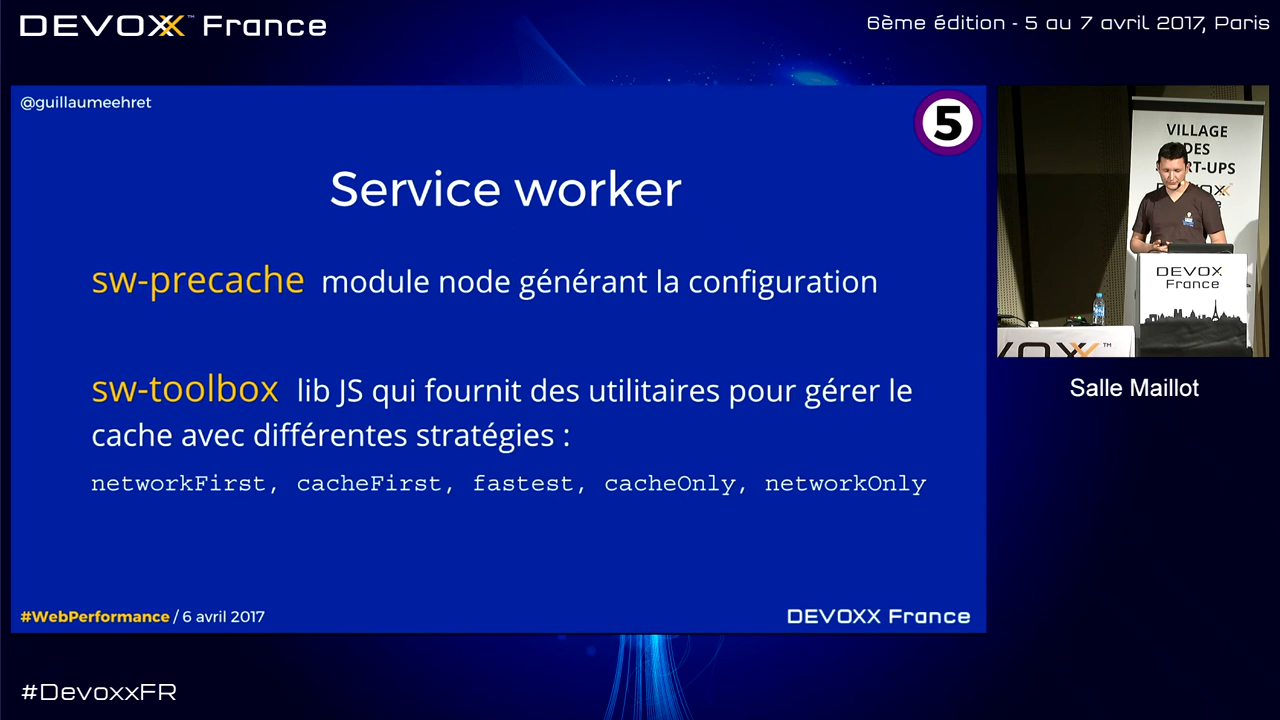 DEVOXX™ France
6ème édition - 5 au 7 avril 2017, Paris
@guillaumeehret
5
Service worker
sw-precache module node générant la configuration
sw-toolbox lib JS qui fournit des utilitaires pour gérer le
cache avec différentes stratégies :
networkFirst, cacheFirst, fastest, cacheOnly, networkOnly
#WebPerformance / 6 avril 2017
DEVOXX France
VILLAGE
DES
DEVOX
France
Salle Maillot
#DevoxxFR